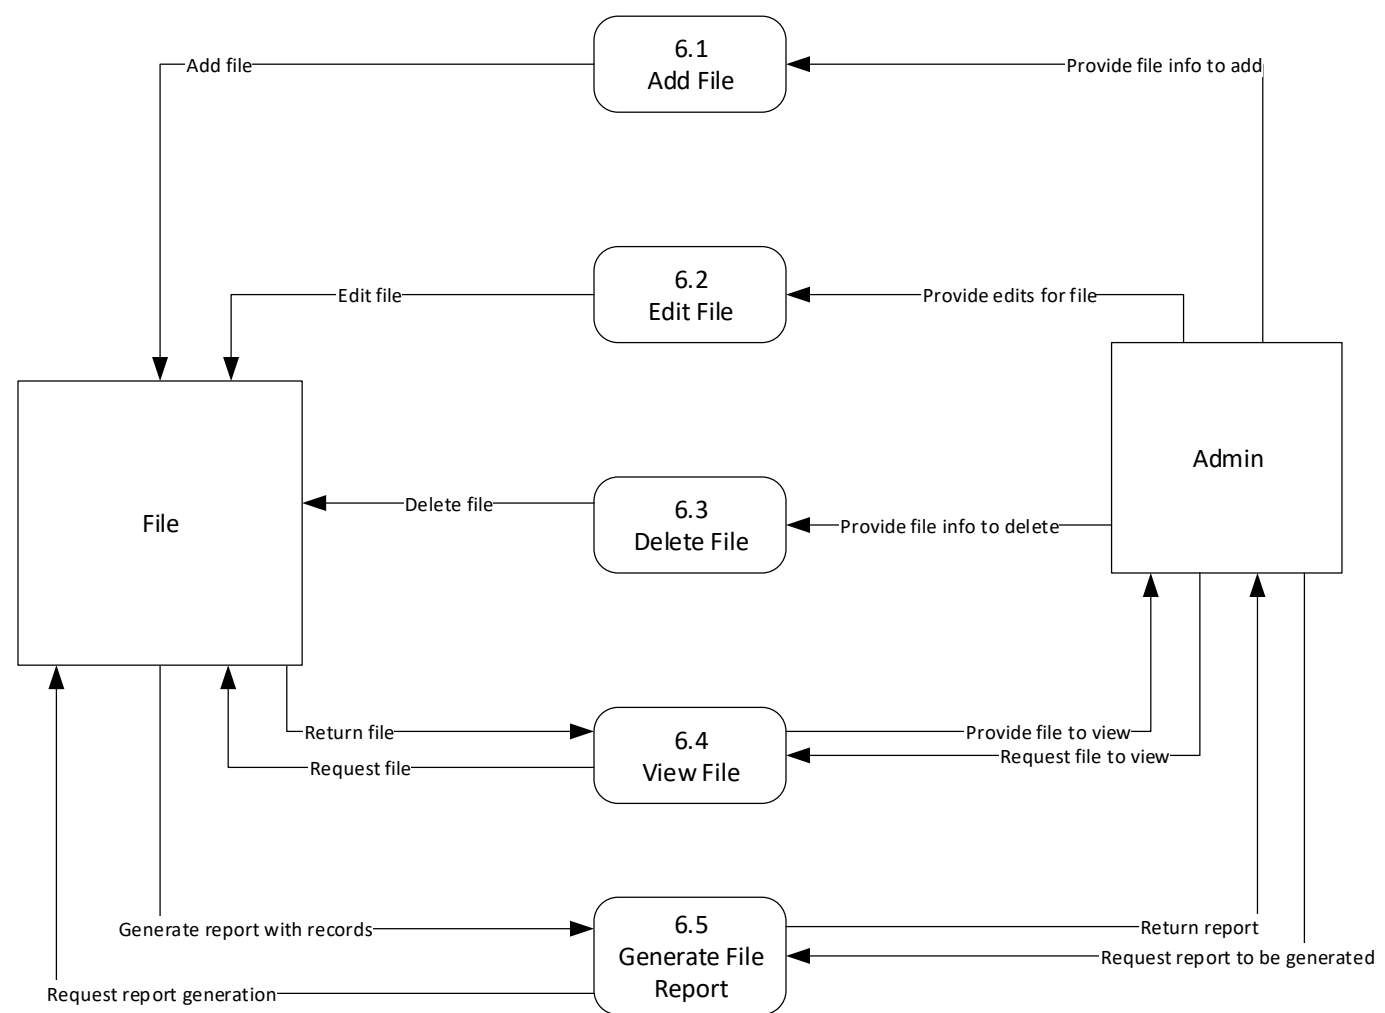 6.1
Add File
Add file
Provide file info to add
6.2
Edit File
Edit file
Provide edits for file
File
Admin
6.3
Delete File
Delete file
Provide file info to delete
6.4
View File
Return file
Request file
Provide file to view
Request file to view
6.5
Generate File
Report
Generate report with records
Request report generation
Return report
Request report to be generated